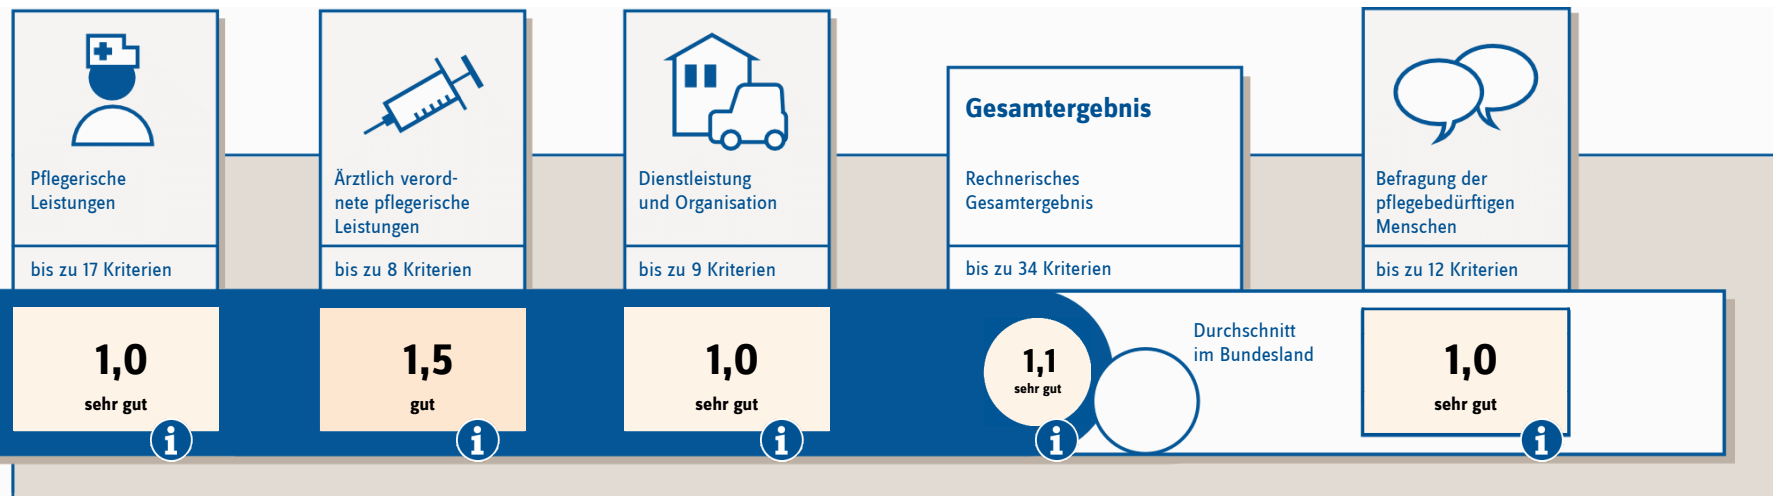 Pflegerische
Leistungen
bis zu 17 Kriterien
1,0
sehr gut
i
Ärztlich verord-
nete pflegerische
Leistungen
bis zu 8 Kriterien
1,5
gut
i
Dienstleistung
und Organisation
bis zu 9 Kriterien
1,0
sehr gut
i
Gesamtergebnis
Rechnerisches
Gesamtergebnis
bis zu 34 Kriterien
1,1
sehr gut
i
Durchschnitt
im Bundesland
Befragung der
pflegebedürftigen
Menschen
bis zu 12 Kriterien
1,0
sehr gut
i